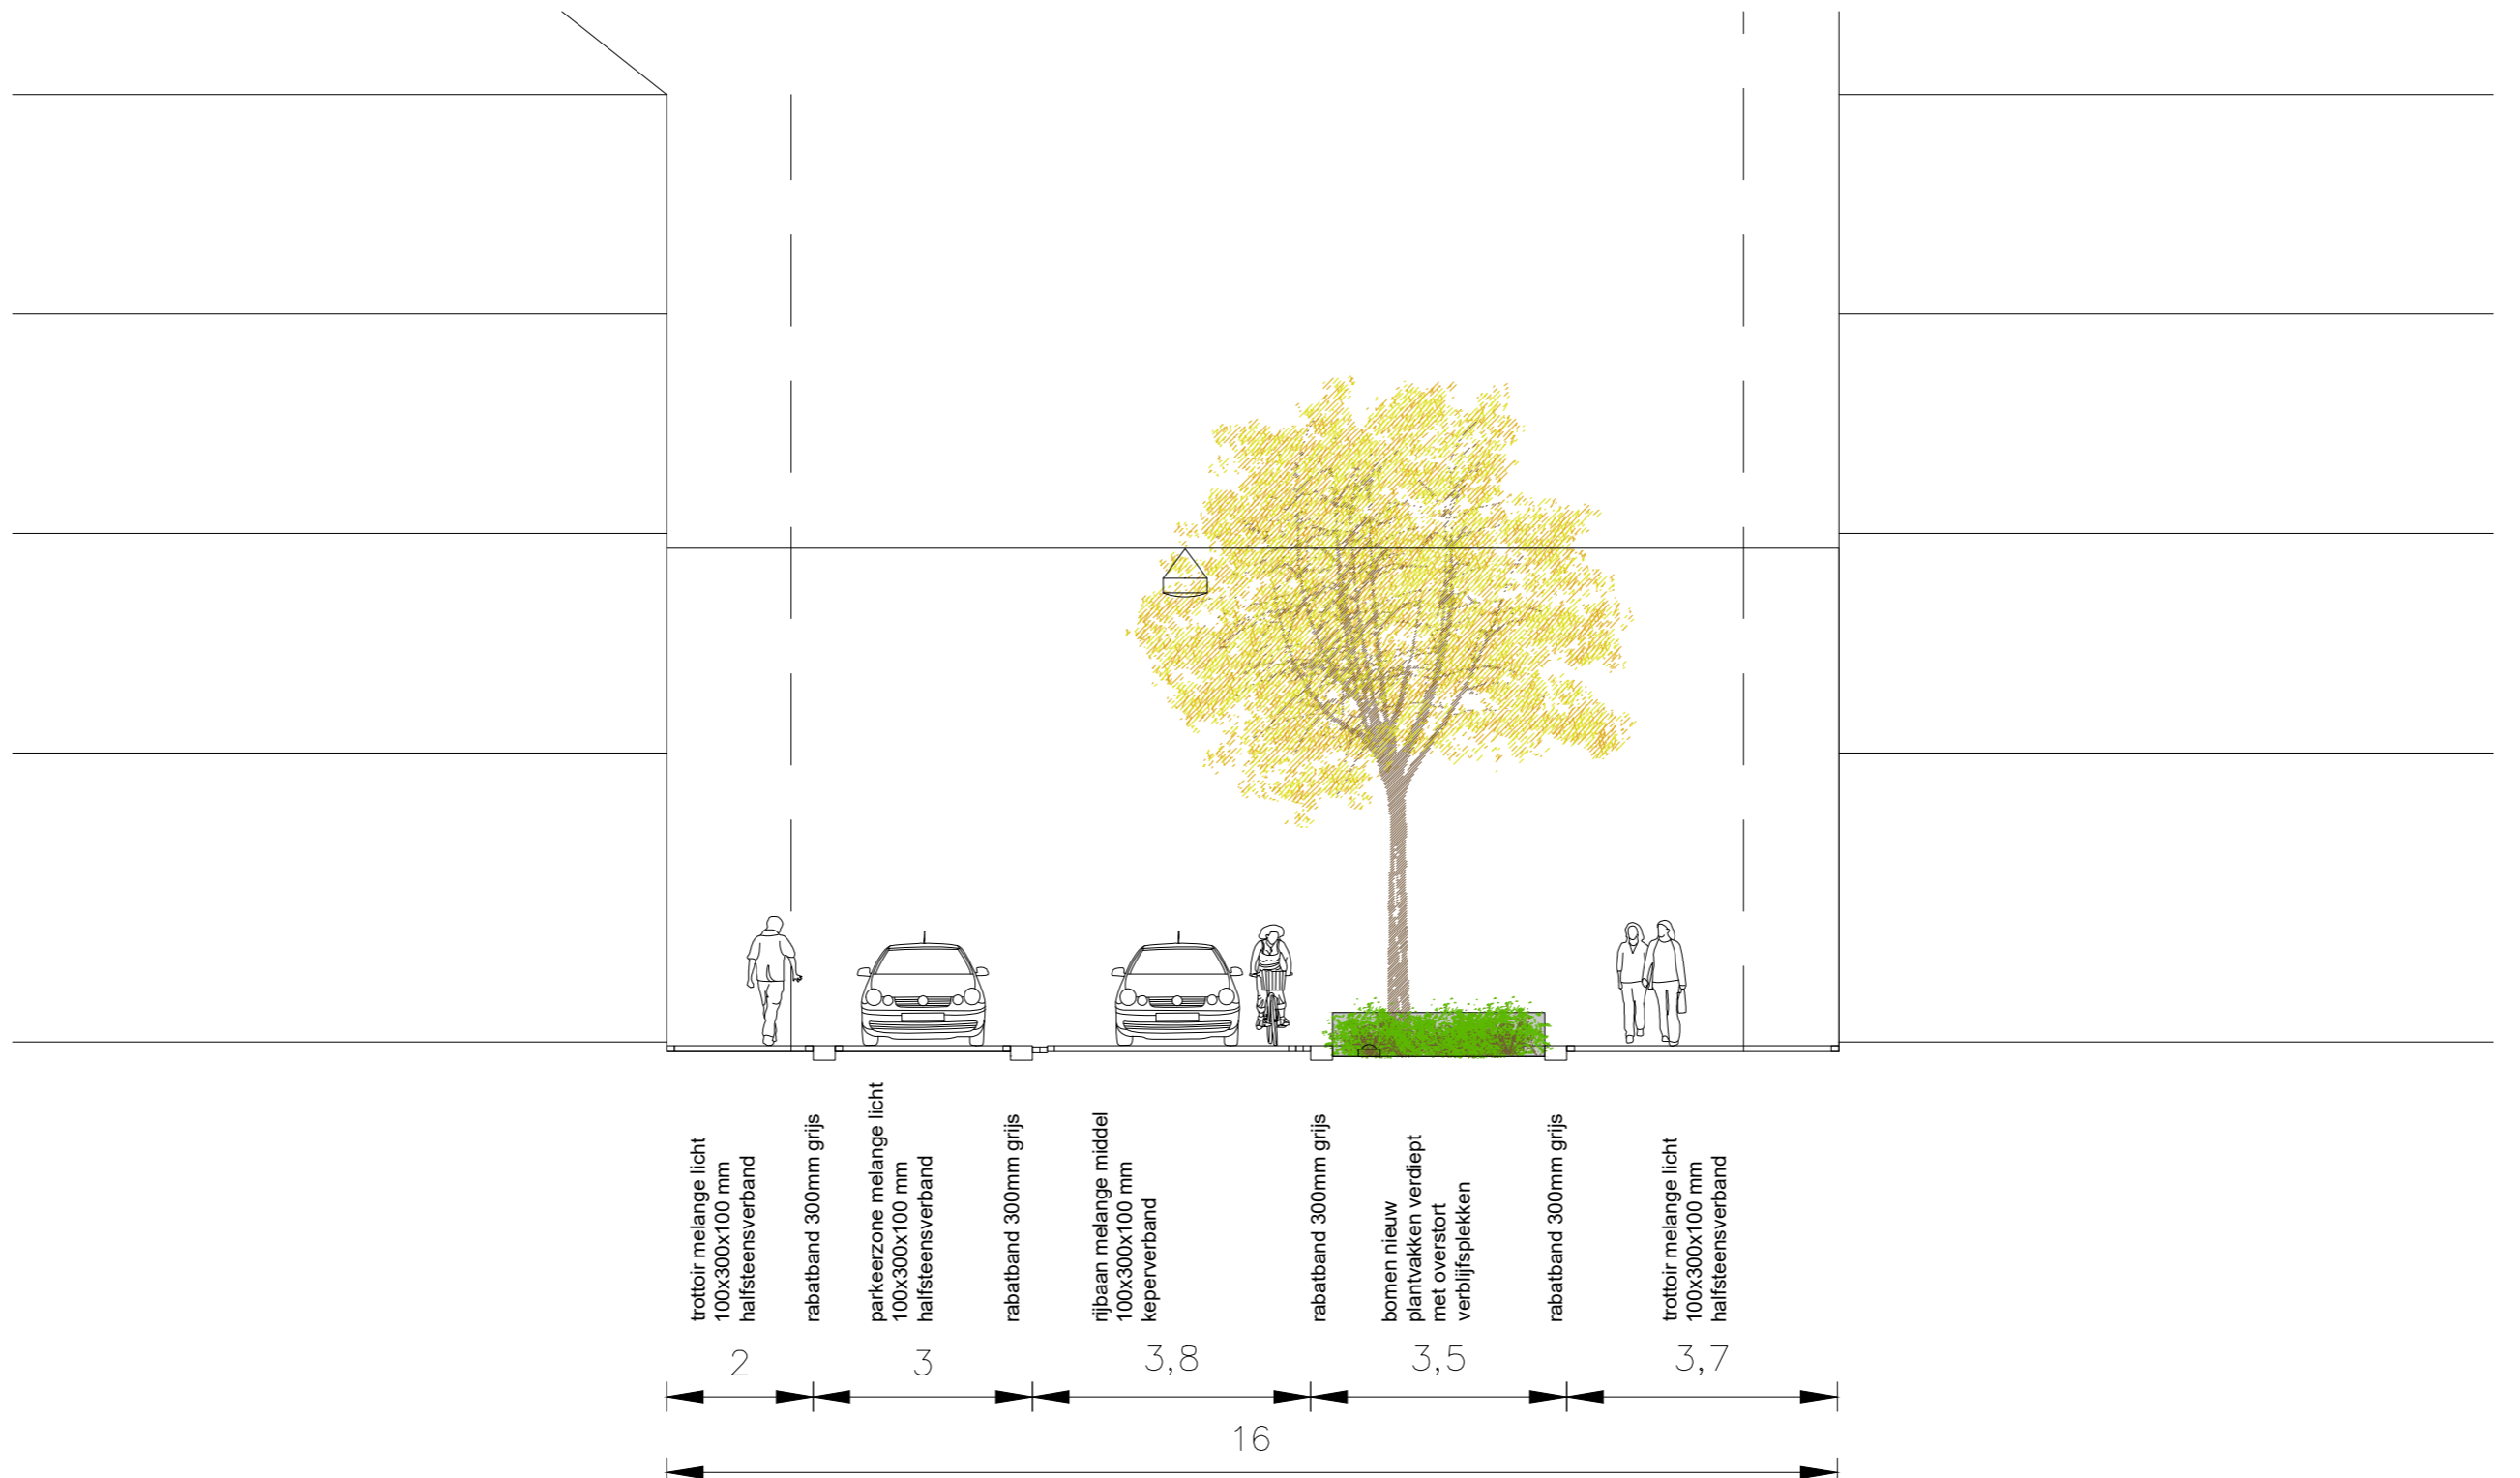 trottoir melange licht
100x300x100 mm
halfsteensverband
rabatband 300mm grijs
parkeerzone melange licht
100x300x100 mm
halfsteensverband
rabatband 300mm grijs
rijbaan melange middel
100x300x100 mm
keperverband
rabatband 300mm grijs
bomen nieuw
plantvakken verdiept
met overstort
verblijfsplekken
rabatband 300mm grijs
trottoir melange licht
100x300x100 mm
halfsteensverband
2
3
3,8
3,5
3,7
16